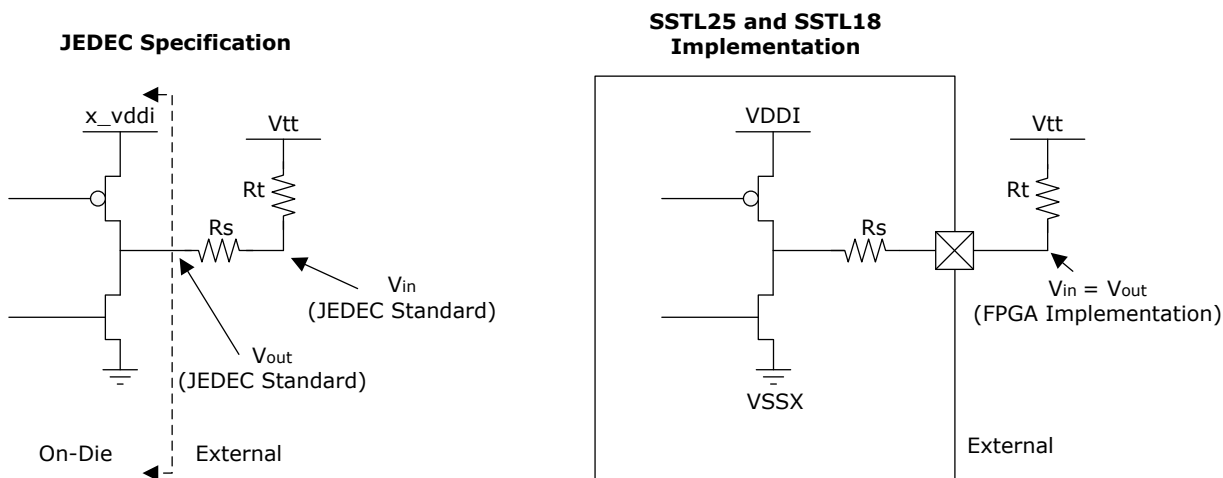 JEDEC Specification
x_vddi
Vtt
Rt
Rs
Vin
(JEDEC Standard)
Vout
(JEDEC Standard)
On-Die
External
SSTL25 and SSTL18
Implementation
VDDI
Vtt
Rt
Rs
Vin = Vout
(FPGA Implementation)
VSSX
External